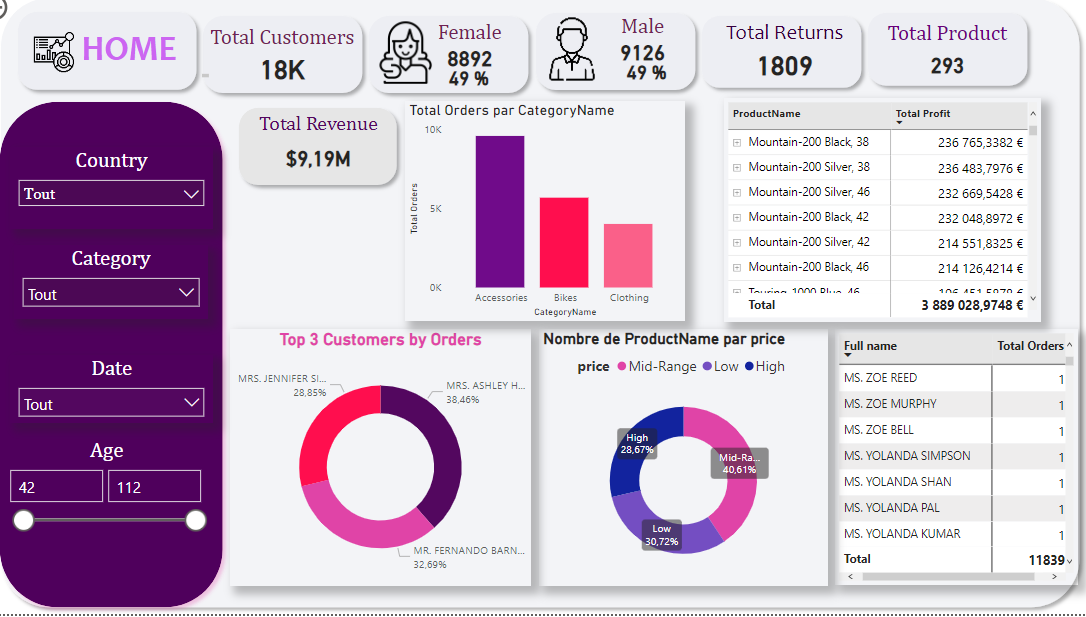 HOME
Total Customers
18K
Female
8892
49 %
Male
9126
49 %
Total Returns
1809
Total Product
293
Country
Tout
Category
Tout
Date
Tout
Age
42
112
Total Revenue
$9,19M
Total Orders par CategoryName
10K
5K
0K
Total Orders
Accessories
Bikes
Clothing
CategoryName
ProductName Total Profit
Mountain-200 Black, 38 236 765,3382 €
Mountain-200 Silver, 38 236 483,7976 €
Mountain-200 Silver, 46 232 669,5428 €
Mountain-200 Black, 42 232 048,8972 €
Mountain-200 Silver, 42 214 551,8325 €
Mountain-200 Black, 46 214 126,4214 €
Touring-1000 Blue, 46
Total 3 889 028,9748 €
Top 3 Customers by Orders
MRS. JENNIFER SI...
28,85%
MRS. ASHLEY H...
38,46%
MR. FERNANDO BARN...
32,69%
Nombre de ProductName par price
price Mid-Range Low High
High
28,67%
Mid-Ra...
40,61%
Low
30,72%
Full name Total Orders
MS. ZOE REED 1
MS. ZOE MURPHY 1
MS. ZOE BELL 1
MS. YOLANDA SIMPSON 1
MS. YOLANDA SHAN 1
MS. YOLANDA PAL 1
MS. YOLANDA KUMAR 1
Total 11839